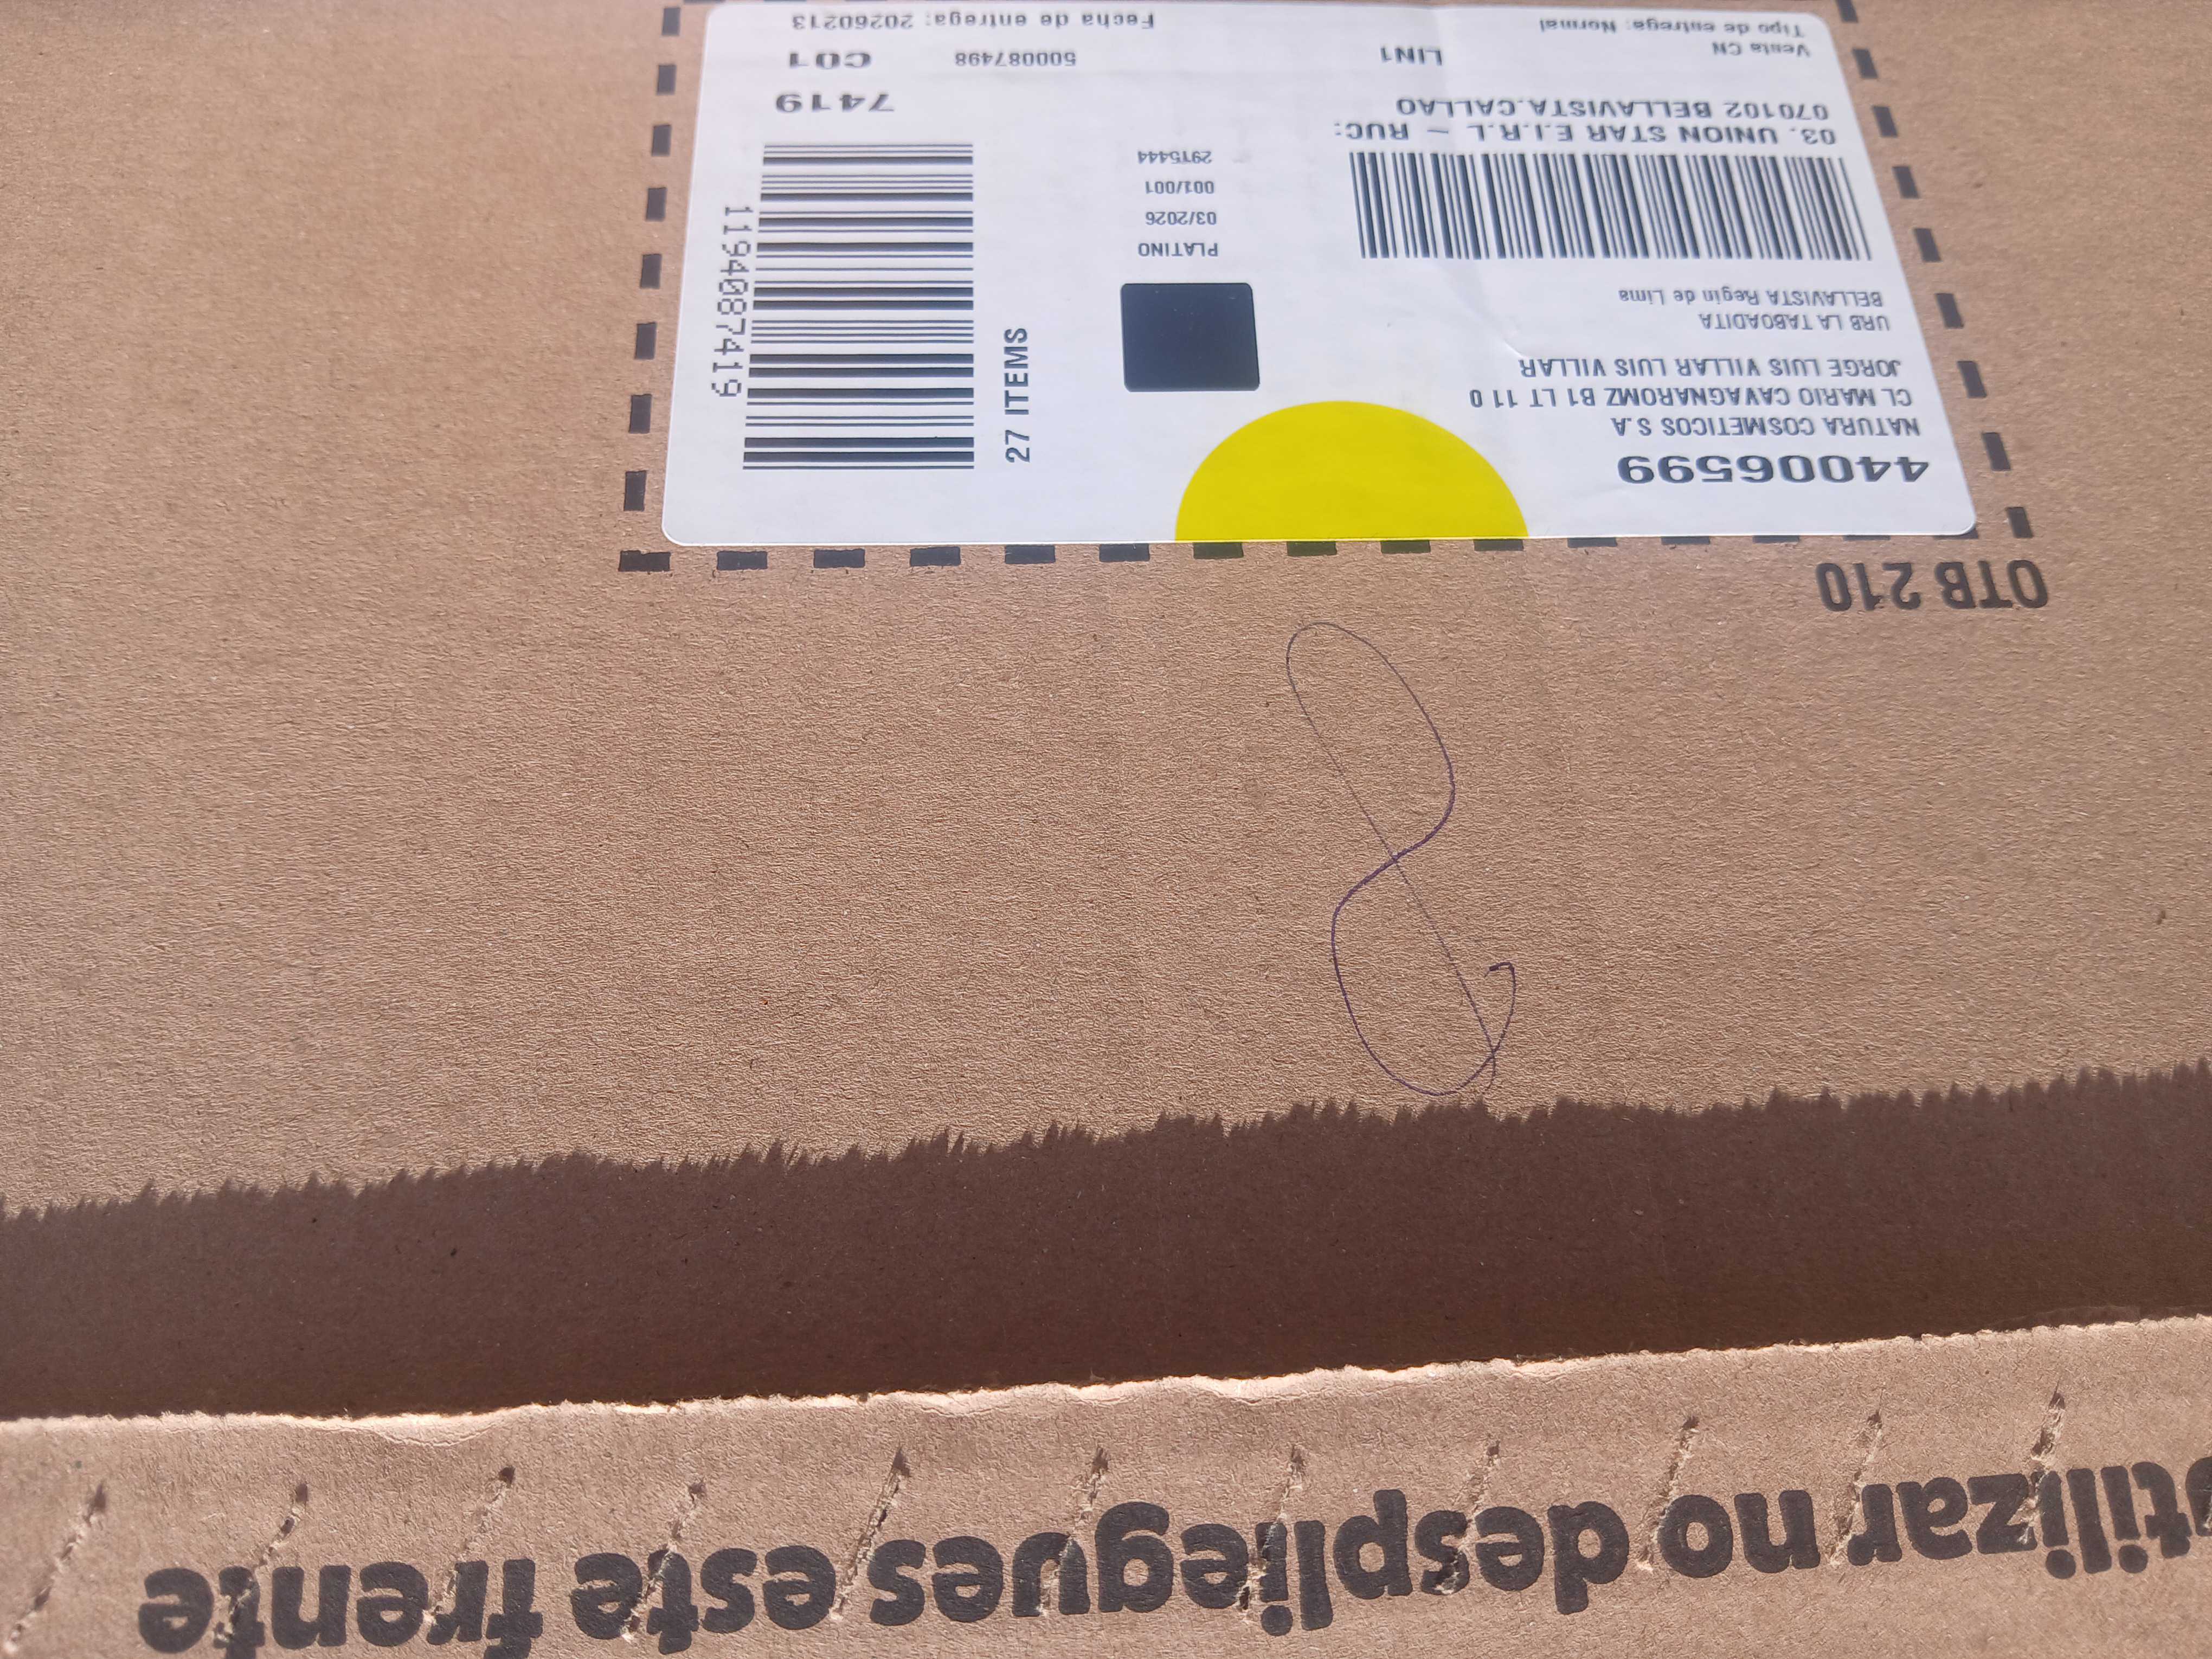 OTB 210
44006599
NATURA COSMETICOS S.A
CL MARIO CAVAGNAROMZ B1 LT 11 0
JORGE LUIS VILLAR LUIS VILLAR
URB LA TABOADITA
BELLAVISTA Regin de Lima
03. UNION STAR E.I.R.L - RUC:
070102 BELLAVISTA.CALLAO
Venta CN
LIN1
Tipo de entrega: Normal
PLATINO
03/2026
001/001
29T5444
27 ITEMS
1194087419
7419
500087498
C01
Fecha de entrega: 20260213
utilizar no despliegues este frente